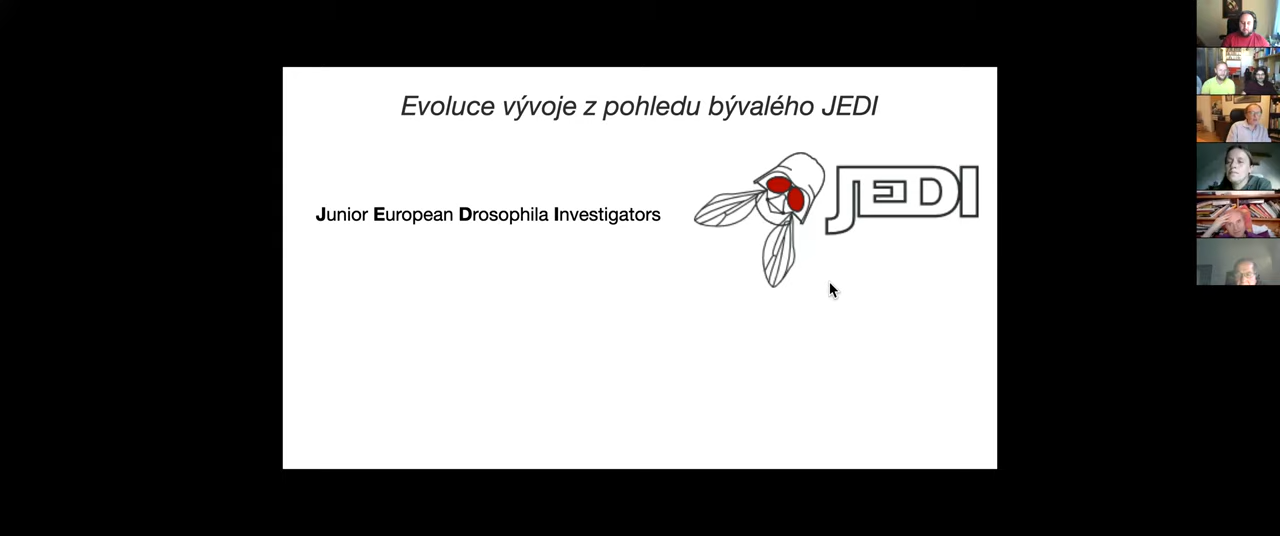 Evoluce vývoje z pohledu bývalého JEDI
JEDI
Junior European Drosophila Investigators